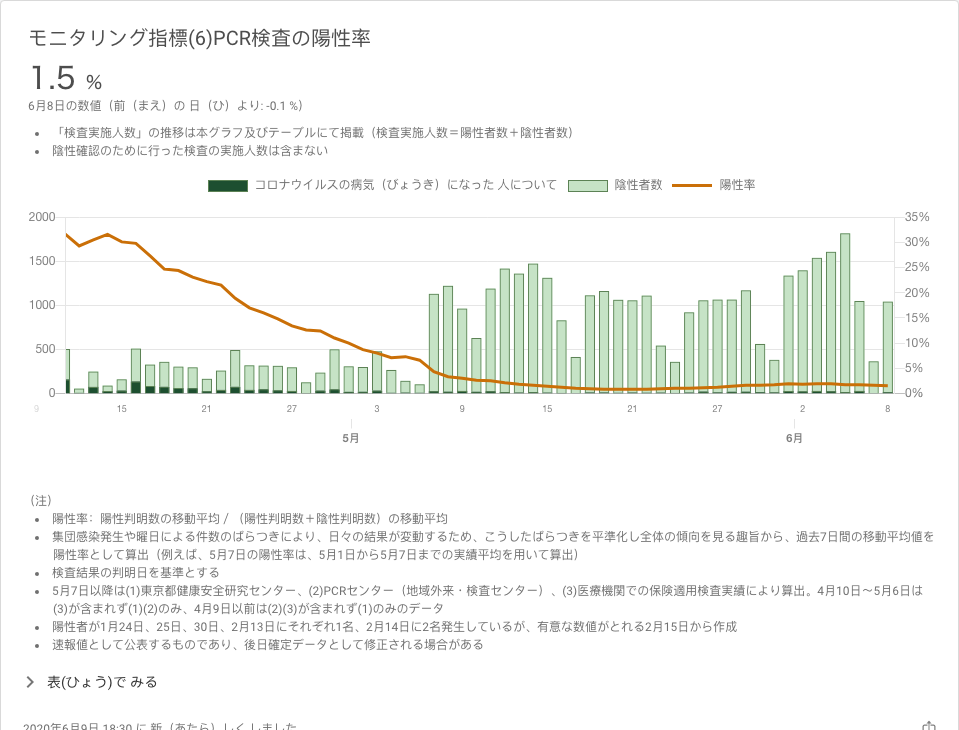 モニタリング指標(6)PCR検査の陽性率
1.5 %
6月8日の数値（前（まえ）の 日（ひ）より: -0.1 %）
「検査実施人数」の推移は本グラフ及びテーブルにて掲載（検査実施人数＝陽性者数＋陰性者数）
陰性確認のために行った検査の実施人数は含まない
コロナウイルスの病気（びょうき）になった 人について 陰性者数 陽性率
2000 35%
30%
1500
25%
20%
1000
15%
10%
500
5%
0 0%
9 15 21 27 3 9 15 21 27 2 8
5月 6月
（注）
陽性率：陽性判明数の移動平均 / （陽性判明数＋陰性判明数）の移動平均
集団感染発生や曜日による件数のばらつきにより、日々の結果が変動するため、こうしたばらつきを平準化し全体の傾向を見る趣旨から、過去7日間の移動平均値を
陽性率として算出（例えば、5月7日の陽性率は、5月1日から5月7日までの実績平均を用いて算出）
検査結果の判明日を基準とする
5月7日以降は(1)東京都健康安全研究センター、(2)PCRセンター（地域外来・検査センター）、(3)医療機関での保険適用検査実績により算出。4月10日～5月6日は
(3)が含まれず(1)(2)のみ、4月9日以前は(2)(3)が含まれず(1)のみのデータ
陽性者が1月24日、25日、30日、2月13日にそれぞれ1名、2月14日に2名発生しているが、有意な数値がとれる2月15日から作成
速報値として公表するものであり、後日確定データとして修正される場合がある
表(ひょう)で みる
2020年6月9日 18:30 に 新（あたら）しく しました